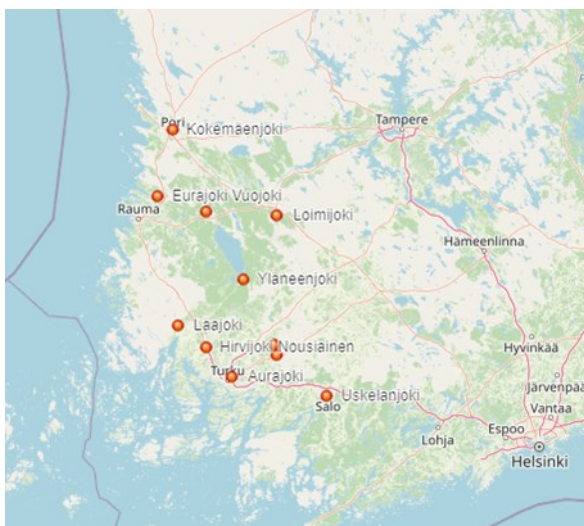 Pori
Kokemäenjoki
Tampere
Eurajoki Vuojoki
Rauma
Loimijoki
Hämeenlinna
Yläneenjoki
Laajoki
Hirvijoki Nousiainen
Hyvinkää
Turku
Aurajoki
Järvenpää
Uskelanjoki
Salo
Vantaa
Lohja
Espoo
Helsinki